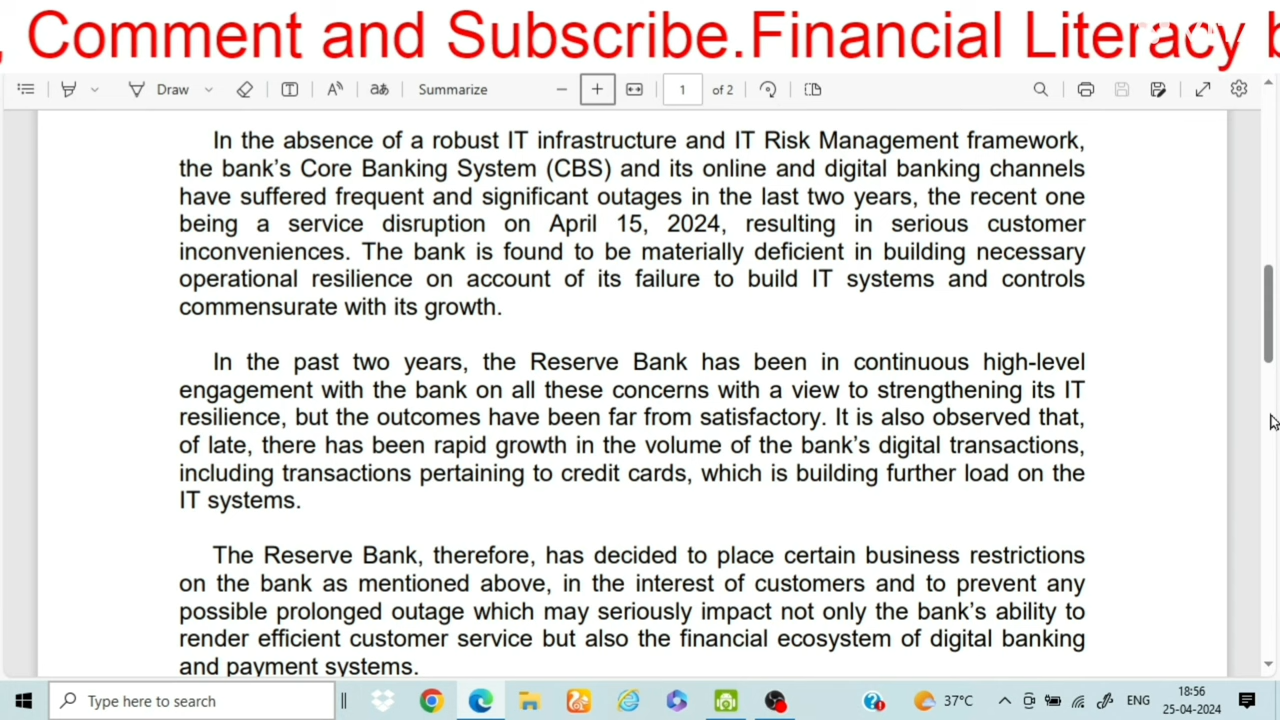 , Comment and Subscribe.Financial Literacy b
Draw
Summarize
1 of 2
In the absence of a robust IT infrastructure and IT Risk Management framework,
the bank's Core Banking System (CBS) and its online and digital banking channels
have suffered frequent and significant outages in the last two years, the recent one
being a service disruption on April 15, 2024, resulting in serious customer
inconveniences. The bank is found to be materially deficient in building necessary
operational resilience on account of its failure to build IT systems and controls
commensurate with its growth.
In the past two years, the Reserve Bank has been in continuous high-level
engagement with the bank on all these concerns with a view to strengthening its IT
resilience, but the outcomes have been far from satisfactory. It is also observed that,
of late, there has been rapid growth in the volume of the bank's digital transactions,
including transactions pertaining to credit cards, which is building further load on the
IT systems.
The Reserve Bank, therefore, has decided to place certain business restrictions
on the bank as mentioned above, in the interest of customers and to prevent any
possible prolonged outage which may seriously impact not only the bank's ability to
render efficient customer service but also the financial ecosystem of digital banking
and payment systems.
Type here to search
37°C
ENG
18:56
25-04-2024